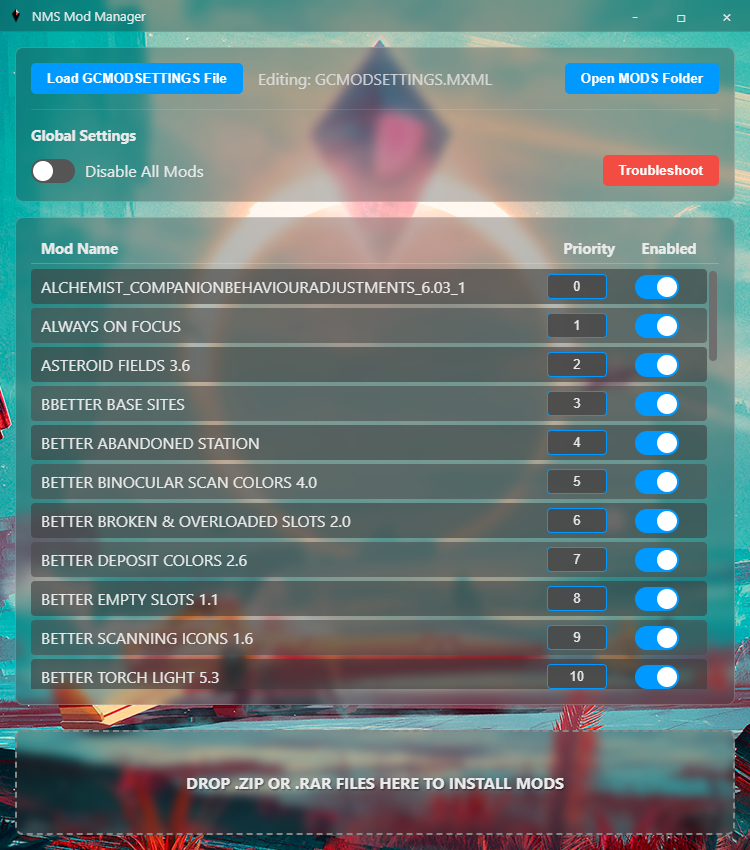 NMS Mod Manager
Load GCMODSETTINGS File Editing: GCMODSETTINGS.MXML Open MODS Folder
Global Settings
Disable All Mods Troubleshoot
Mod Name Priority Enabled
ALCHEMIST_COMPANIONBEHAVIOURADJUSTMENTS_6.03_1 0
ALWAYS ON FOCUS 1
ASTEROID FIELDS 3.6 2
BBETTER BASE SITES 3
BETTER ABANDONED STATION 4
BETTER BINOCULAR SCAN COLORS 4.0 5
BETTER BROKEN & OVERLOADED SLOTS 2.0 6
BETTER DEPOSIT COLORS 2.6 7
BETTER EMPTY SLOTS 1.1 8
BETTER SCANNING ICONS 1.6 9
BETTER TORCH LIGHT 5.3 10
DROP .ZIP OR .RAR FILES HERE TO INSTALL MODS